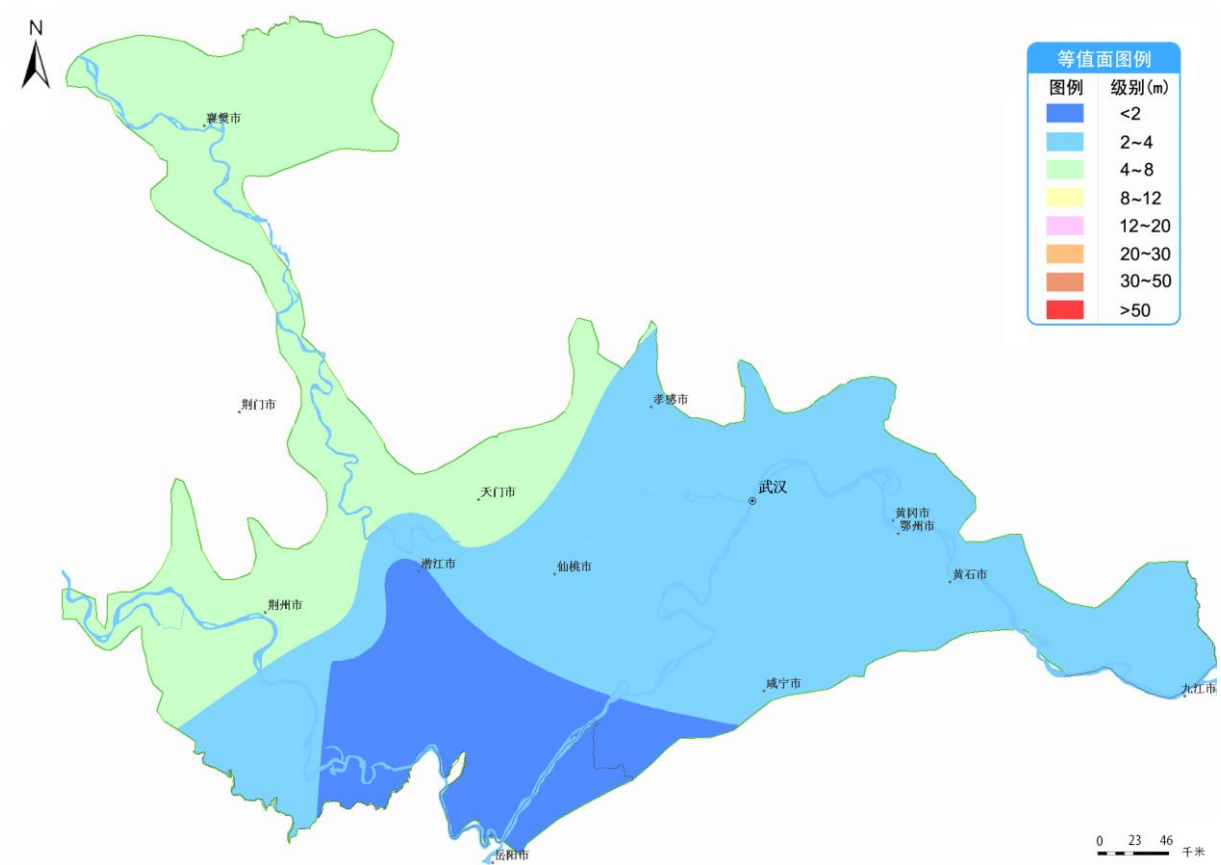 N
等值面图例
图例 级别(m)
<2
2~4
4~8
8~12
12~20
20~30
30~50
>50
襄樊市
荆门市
孝感市
天门市
武汉
黄冈市
鄂州市
潜江市
仙桃市
黄石市
荆州市
咸宁市
九江市
岳阳市
0 23 46
千米